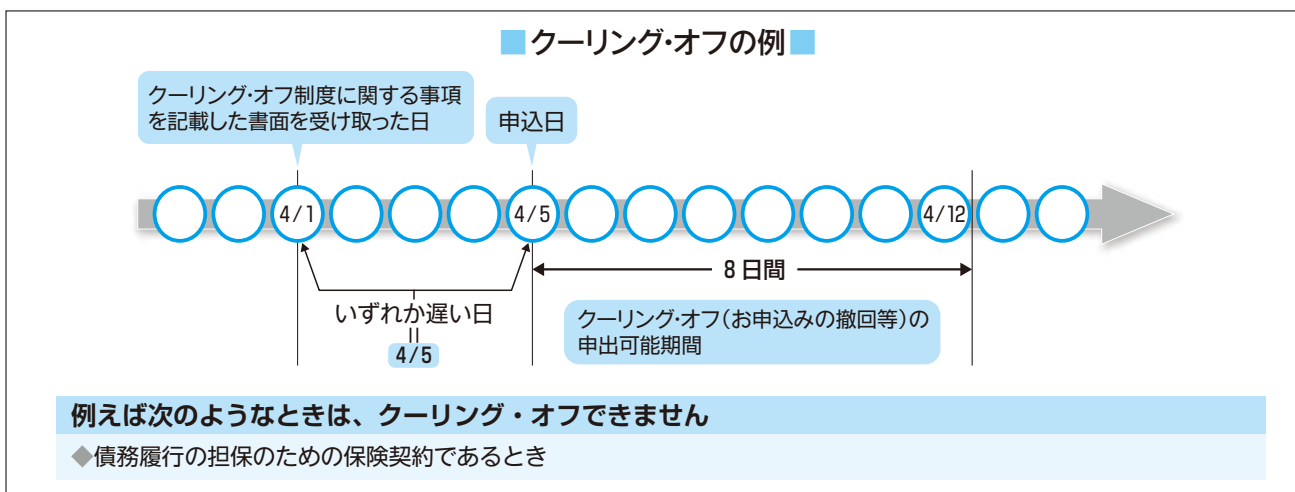 ■クーリング・オフの例■
クーリング・オフ制度に関する事項
を記載した書面を受け取った日
申込日
4/1
4/5
4/12
8日間
いずれか遅い日
=
4/5
クーリング・オフ(お申込みの撤回等)の
申出可能期間
例えば次のようなときは、クーリング・オフできません
◆債務履行の担保のための保険契約であるとき